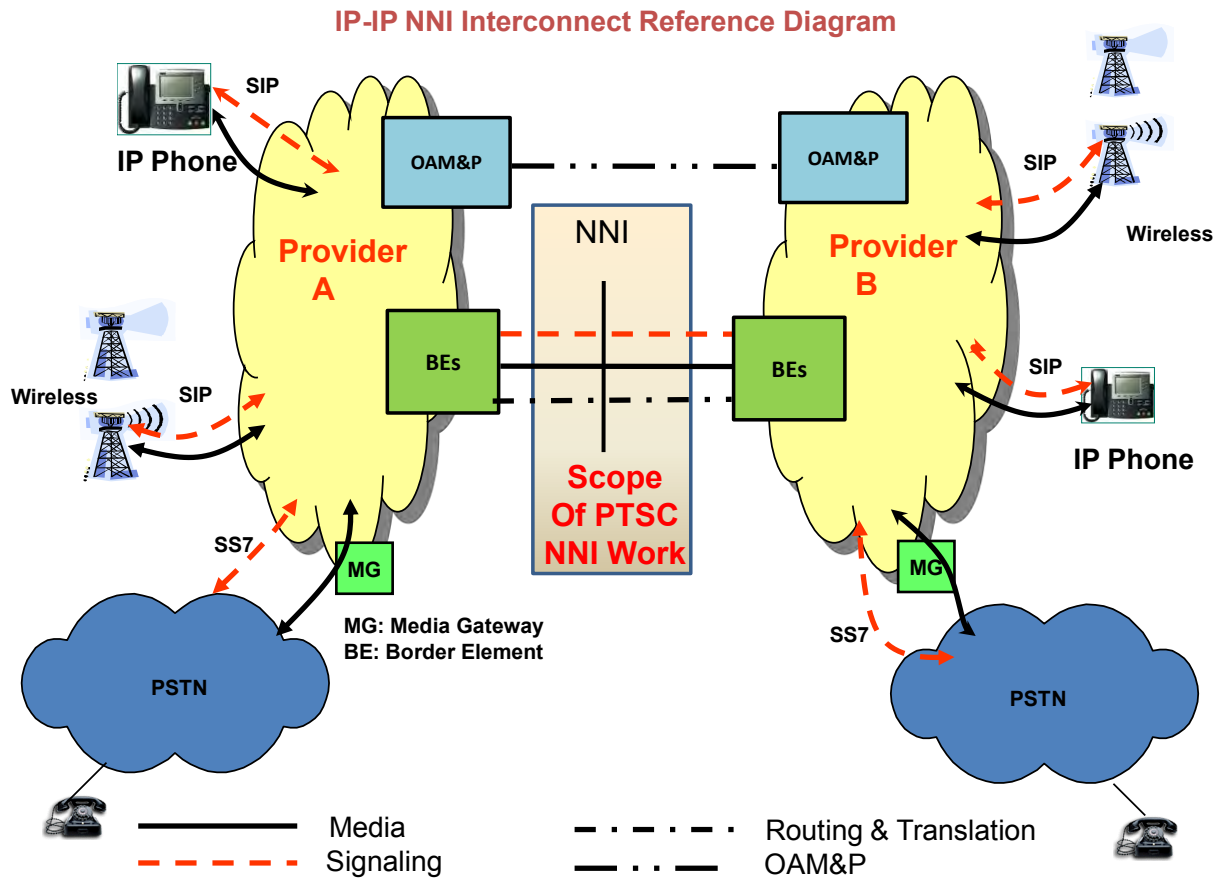 IP-IP NNI Interconnect Reference Diagram
SIP
IP Phone
OAM&P
OAM&P
SIP
Wireless
NNI
Provider
A
Provider
B
BEs
BEs
Wireless
SIP
SIP
IP Phone
Scope
Of PTSC
NNI Work
SS7
MG
MG
SS7
MG: Media Gateway
BE: Border Element
PSTN
PSTN
Media
Signaling
Routing & Translation
OAM&P